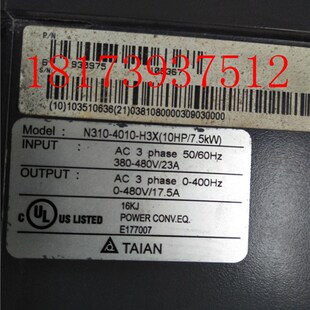 P/N
18173937512
(10)103510636(21)0381080000309030000
Model : N310-4010-H3X(10HP/7.5kW)
INPUT : AC 3 phase 50/60Hz
380-480V/23A
OUTPUT : AC 3 phase 0-400Hz
0-480V/17.5A
16KJ
c UL US LISTED POWER CONV.EQ.
E177007
TAIAN